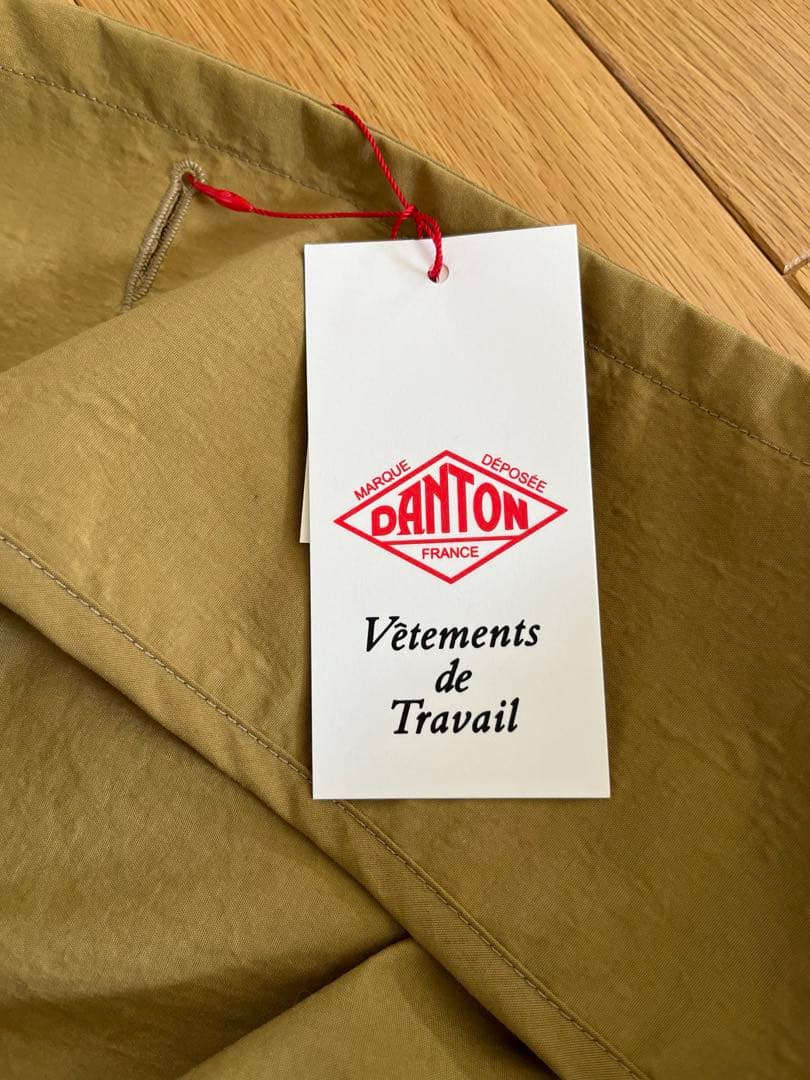 MARQUE DÉPOSÉE
DANTON
FRANCE
Vêtements
de
Travail